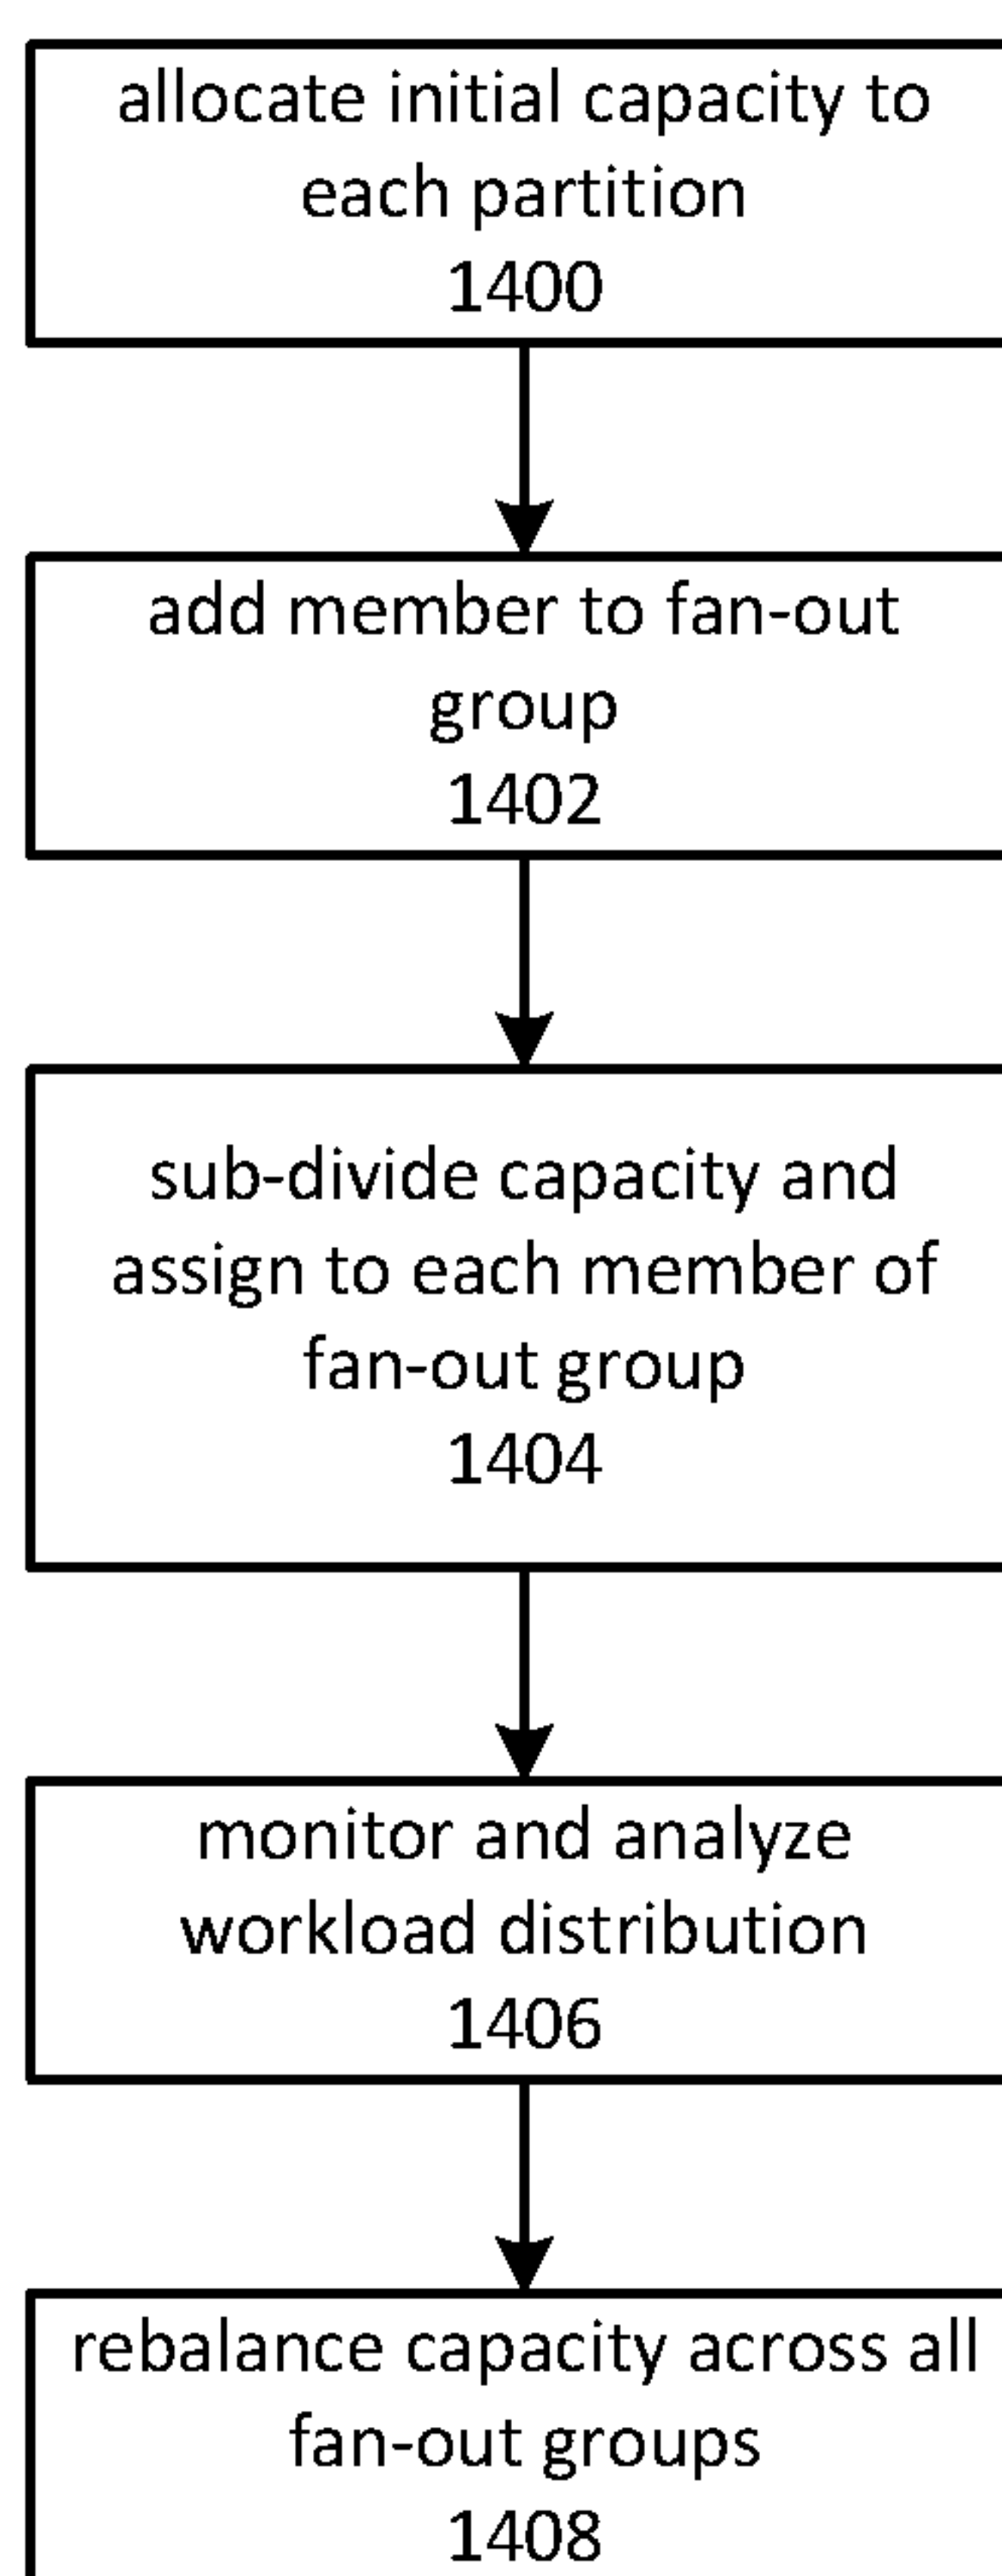 allocate initial capacity to
each partition
1400
add member to fan-out
group
1402
sub-divide capacity and
assign to each member of
fan-out group
1404
monitor and analyze
workload distribution
1406
rebalance capacity across all
fan-out groups
1408